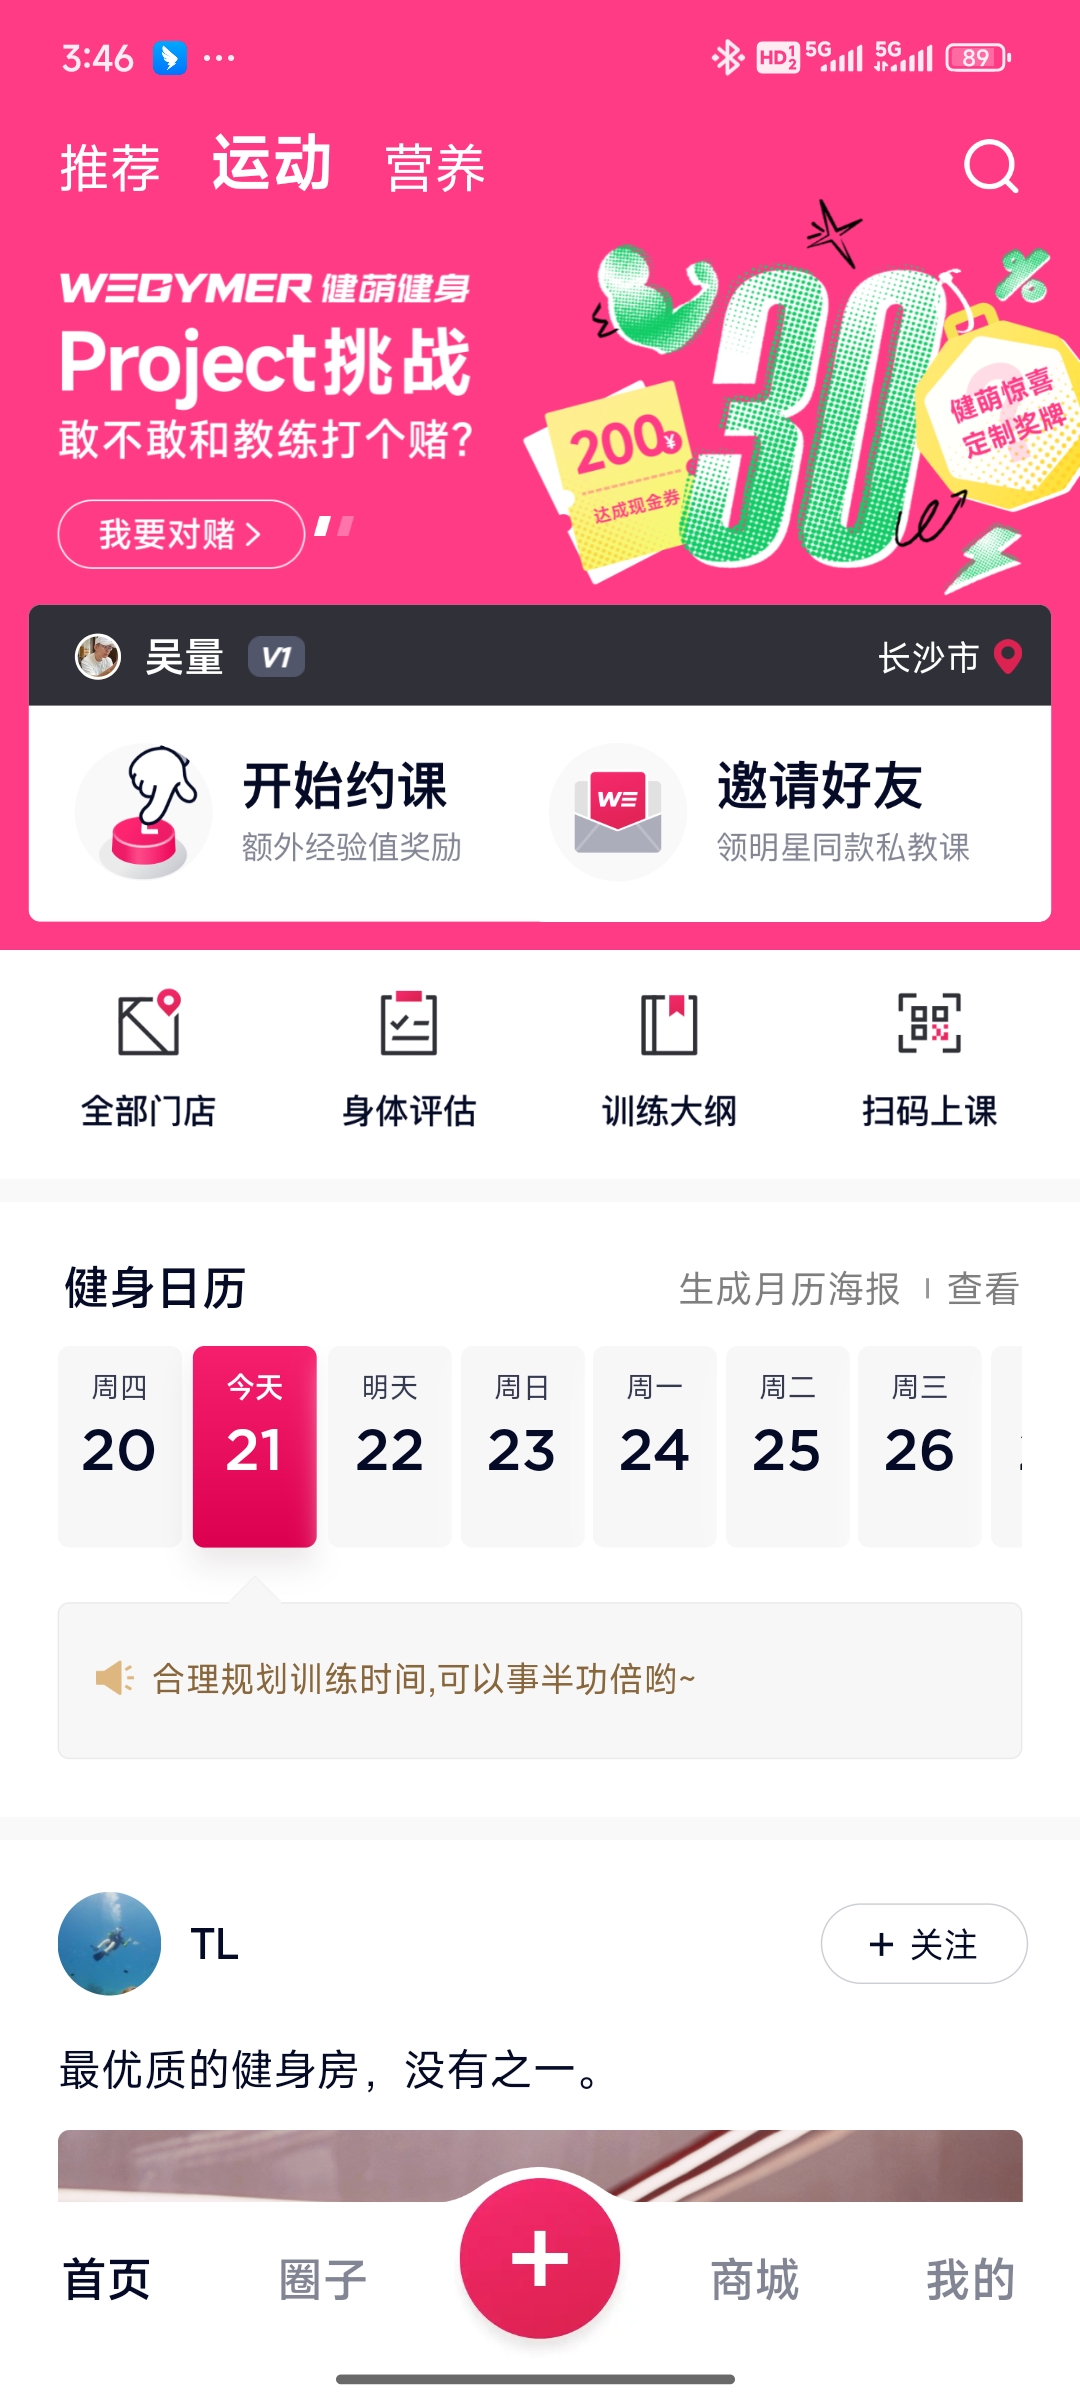 3:46
HD 1 2 5G 5G 89
推荐 运动 营养
WEGYMER 健萌健身
Project挑战
敢不敢和教练打个赌？
我要对赌 >
30
%
200¥
达成现金券
健萌惊喜
定制奖牌
吴量 V1 长沙市
开始约课
额外经验值奖励
WE
邀请好友
领明星同款私教课
全部门店 身体评估 训练大纲 扫码上课
健身日历 生成月历海报 | 查看
周四 今天 明天 周日 周一 周二 周三
20 21 22 23 24 25 26
合理规划训练时间,可以事半功倍哟~
TL + 关注
最优质的健身房，没有之一。
首页 圈子 + 商城 我的